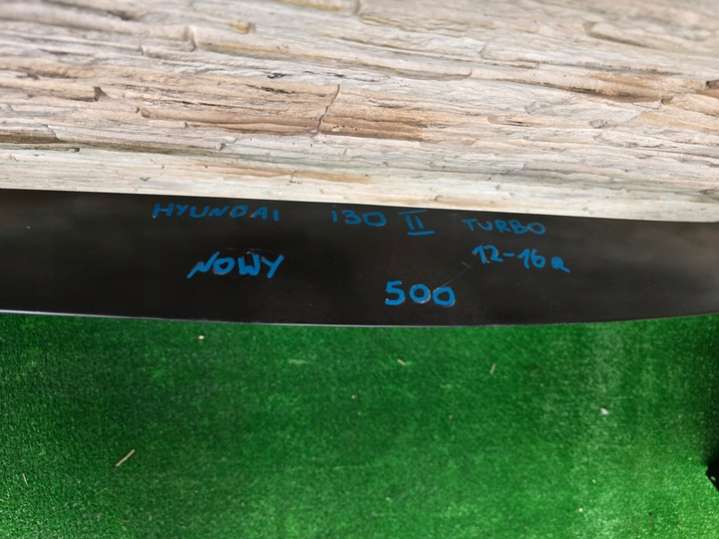 HYUNDAI i30 II TURBO
NOWY 12-16R
500